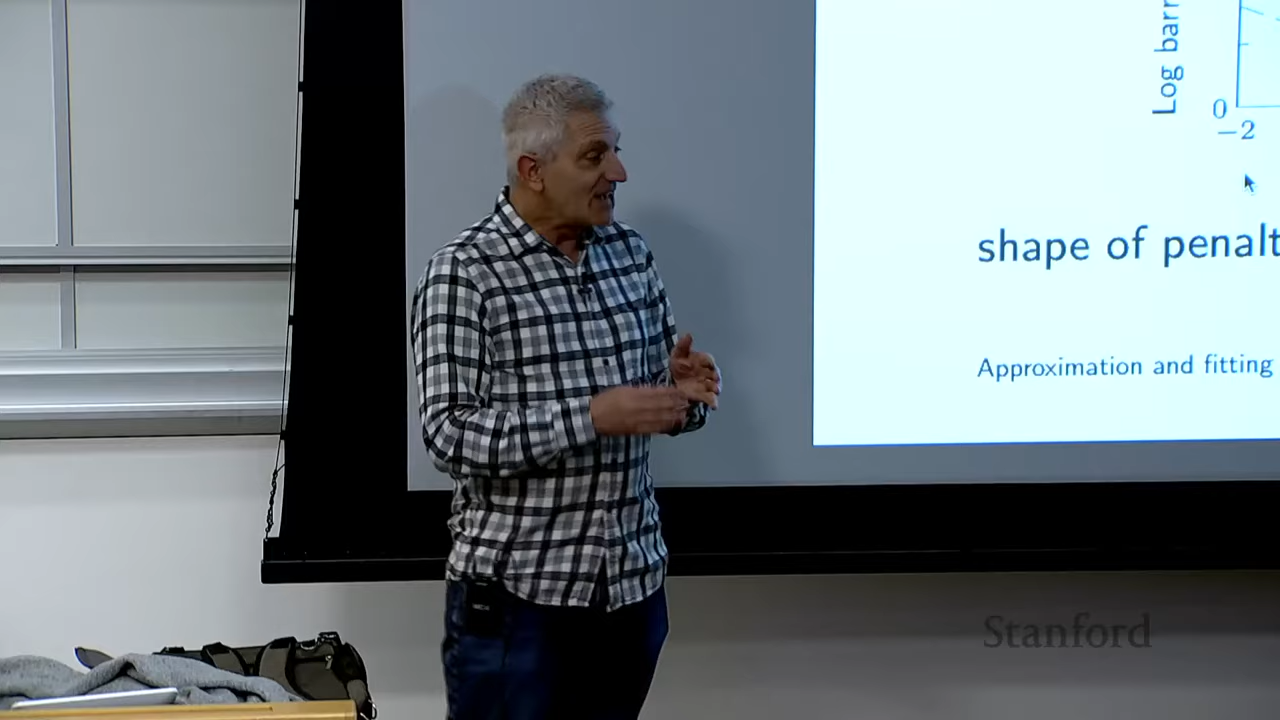 Log barr
0
−2
shape of penalt
Approximation and fitting
Stanford